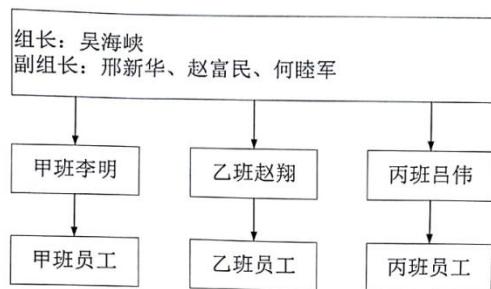 组长：吴海峡
副组长：邢新华、赵富民、何睦军
甲班李明
乙班赵翔
丙班吕伟
甲班员工
乙班员工
丙班员工